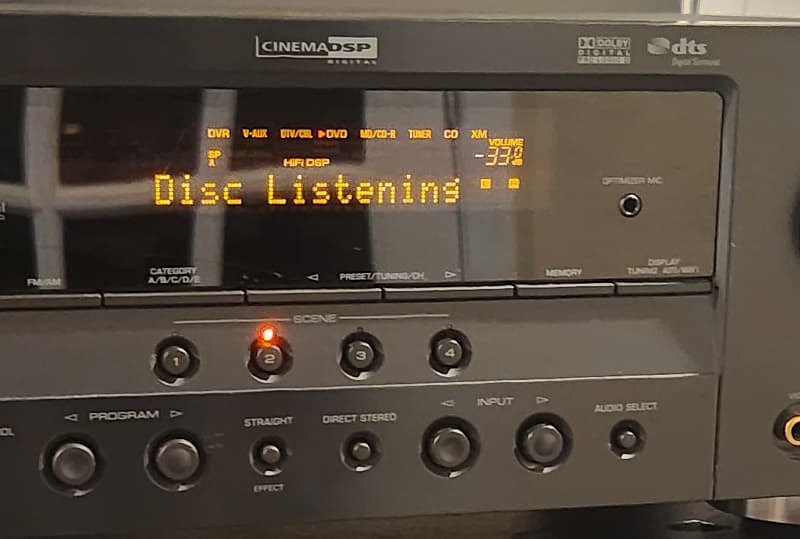 CINEMA DSP
DIGITAL
DOLBY
DIGITAL
dts
Digital Surround
DVR V-AUX DTV/CBL DVD MD/CD-R TUNER CD XM
VOLUME
SP
A
HiFi DSP
-33.0
dB
Disc Listening
L R
OPTIMIZER MIC
FM/AM
CATEGORY
A/B/C/D/E
◁ PRESET/TUNING/CH ▷
MEMORY
DISPLAY
TUNING AUTO/MAN'L
SCENE
1 2 3 4
◁ PROGRAM ▷
STRAIGHT
EFFECT
DIRECT STEREO
◁ INPUT ▷
AUDIO SELECT